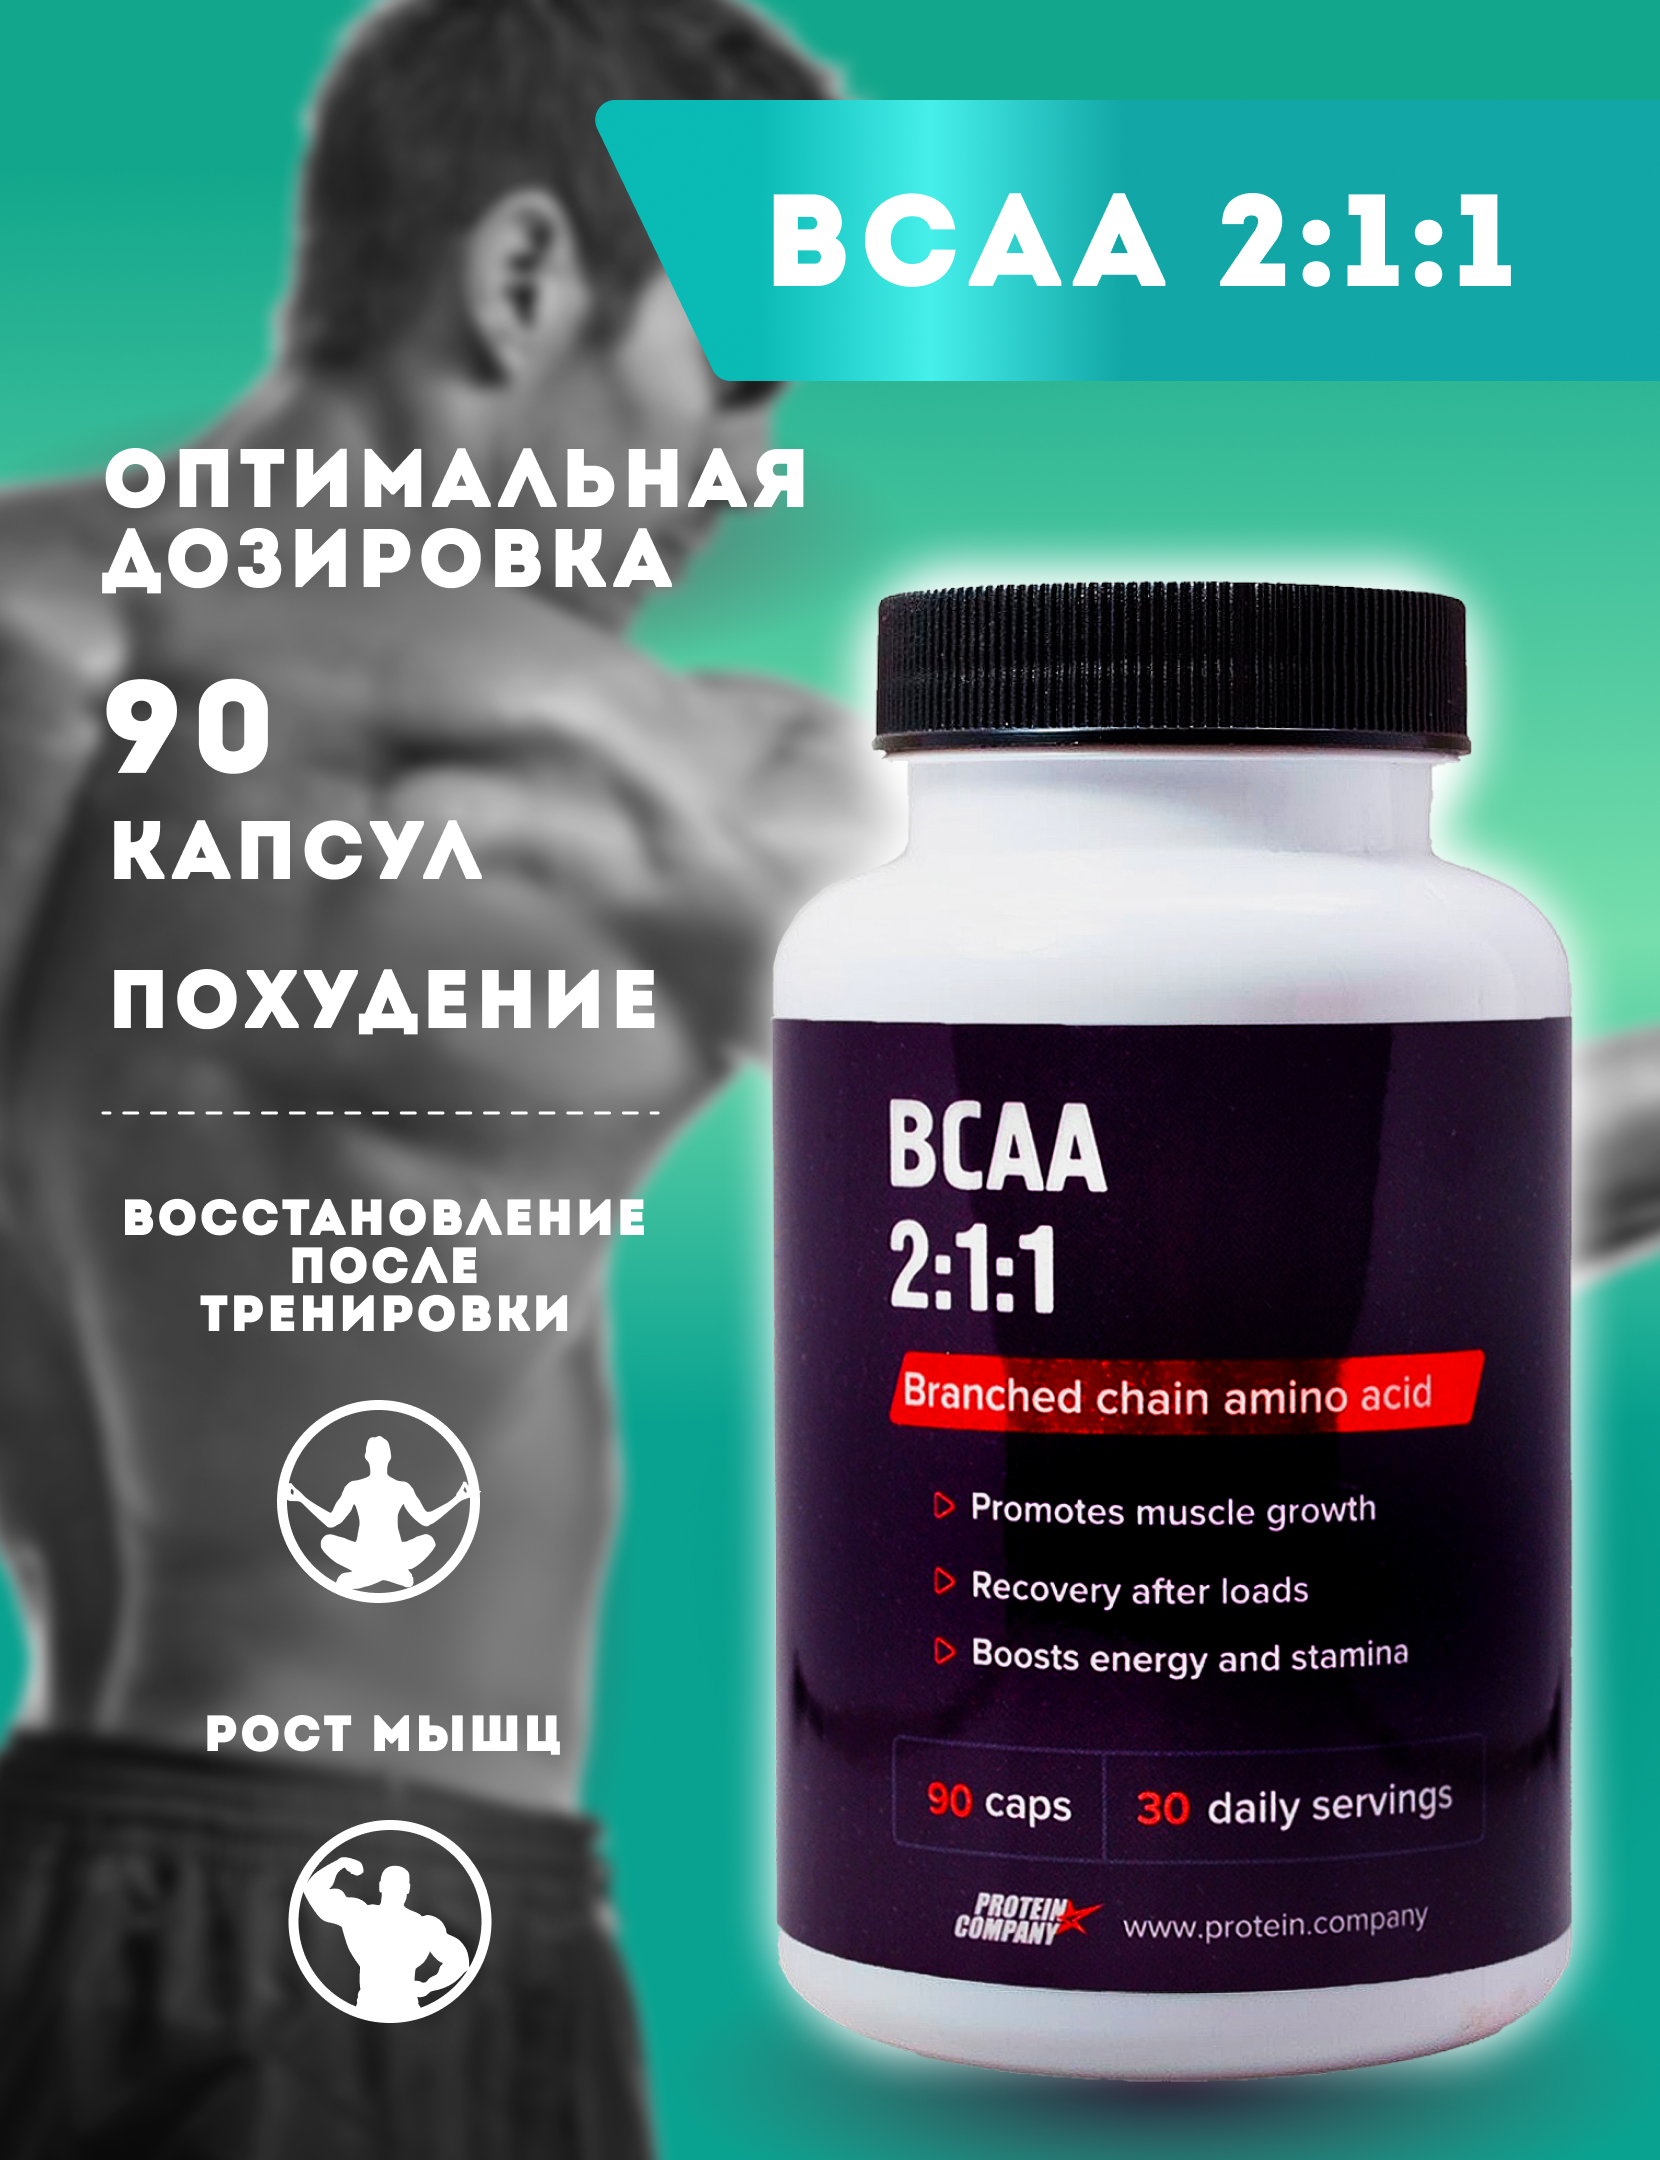 BCAA 2:1:1
ОПТИМАЛЬНАЯ
ДОЗИРОВКА
90
КАПСУЛ
ПОХУДЕНИЕ
ВОССТАНОВЛЕНИЕ
ПОСЛЕ
ТРЕНИРОВКИ
РОСТ МЫШЦ
BCAA
2:1:1
Branched chain amino acid
Promotes muscle growth
Recovery after loads
Boosts energy and stamina
90 caps 30 daily servings
PROTEIN
COMPANY
www.protein.company